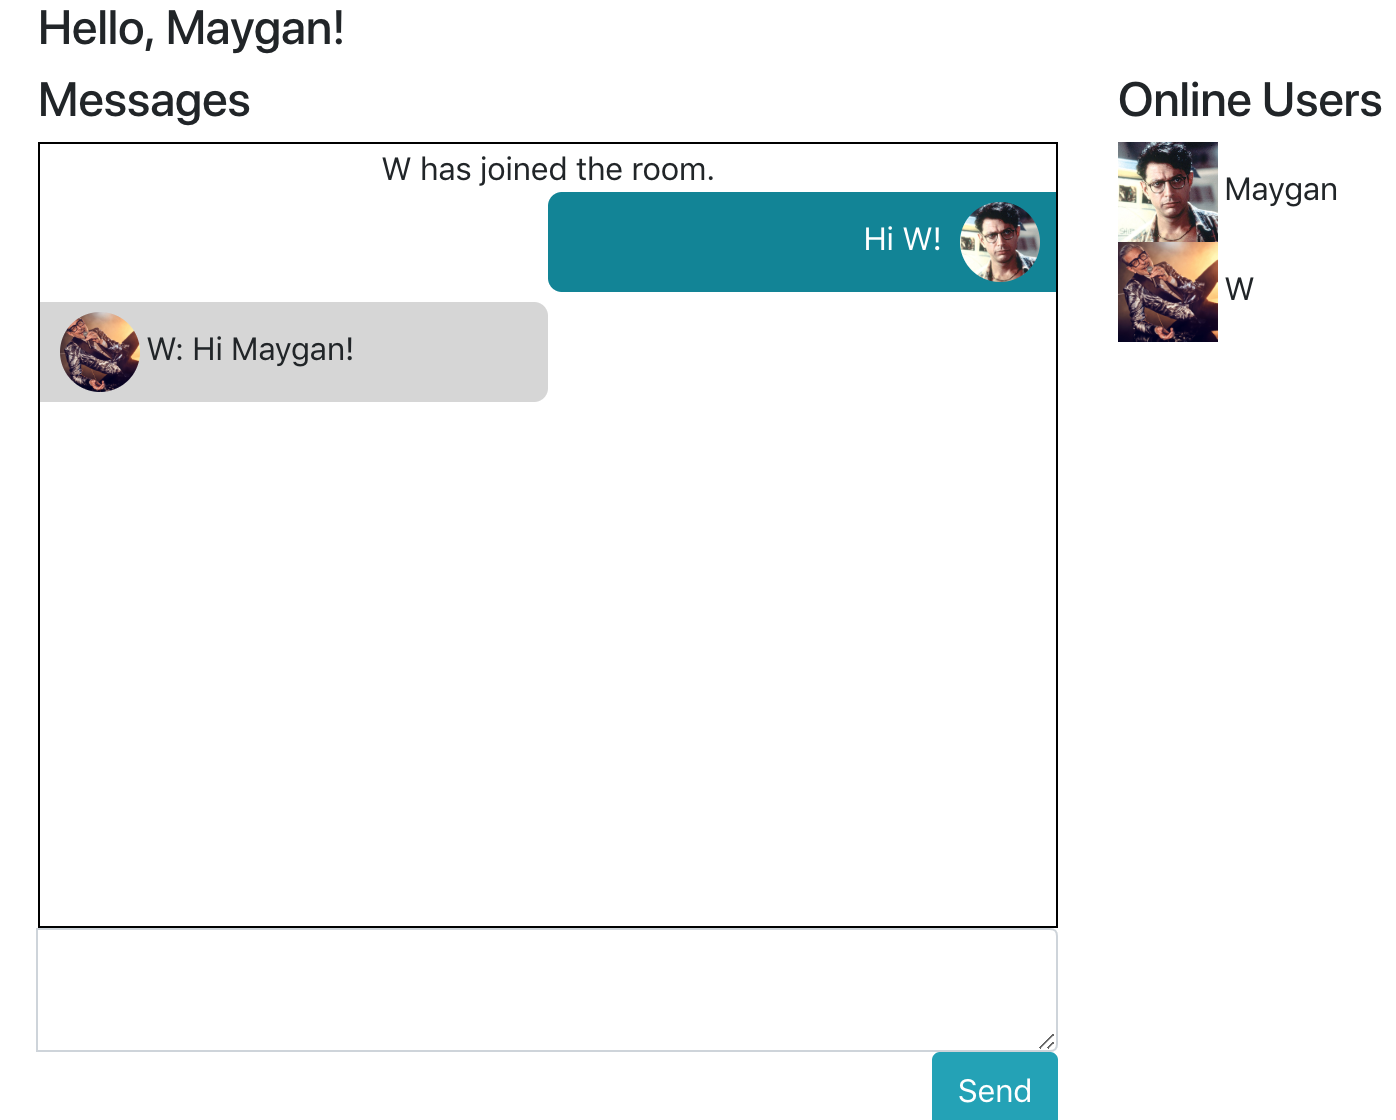 Hello, Maygan!
Messages
W has joined the room.
Hi W!
W: Hi Maygan!
Send
Online Users
Maygan
W